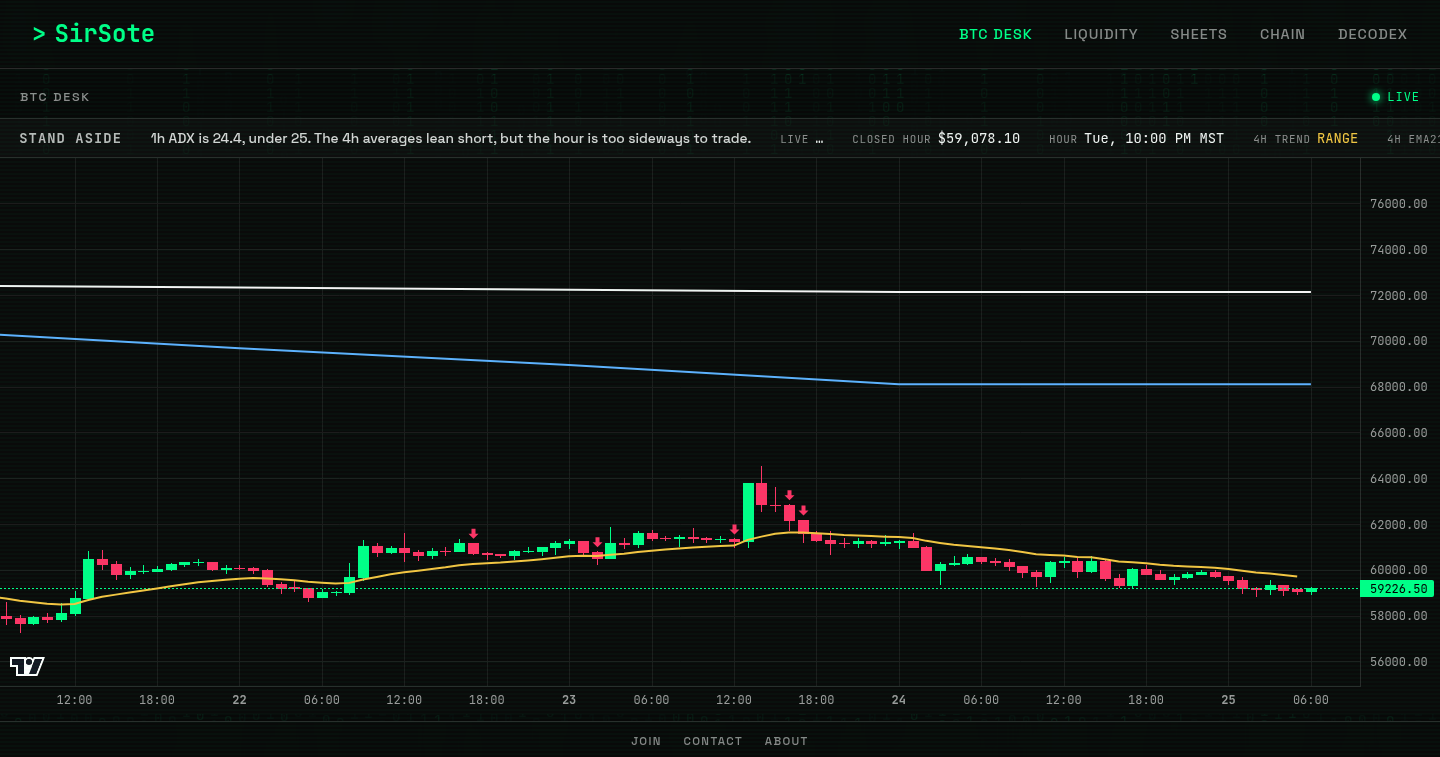 > SirSote
BTC DESK LIQUIDITY SHEETS CHAIN DECODEX
BTC DESK LIVE
STAND ASIDE 1h ADX is 24.4, under 25. The 4h averages lean short, but the hour is too sideways to trade. LIVE … CLOSED HOUR $59,078.10 HOUR Tue, 10:00 PM MST 4H TREND RANGE 4H
76000.00
74000.00
72000.00
70000.00
68000.00
66000.00
64000.00
62000.00
60000.00
59226.50
58000.00
56000.00
12:00 18:00 22 06:00 12:00 18:00 23 06:00 12:00 18:00 24 06:00 12:00 18:00 25 06:00
JOIN CONTACT ABOUT